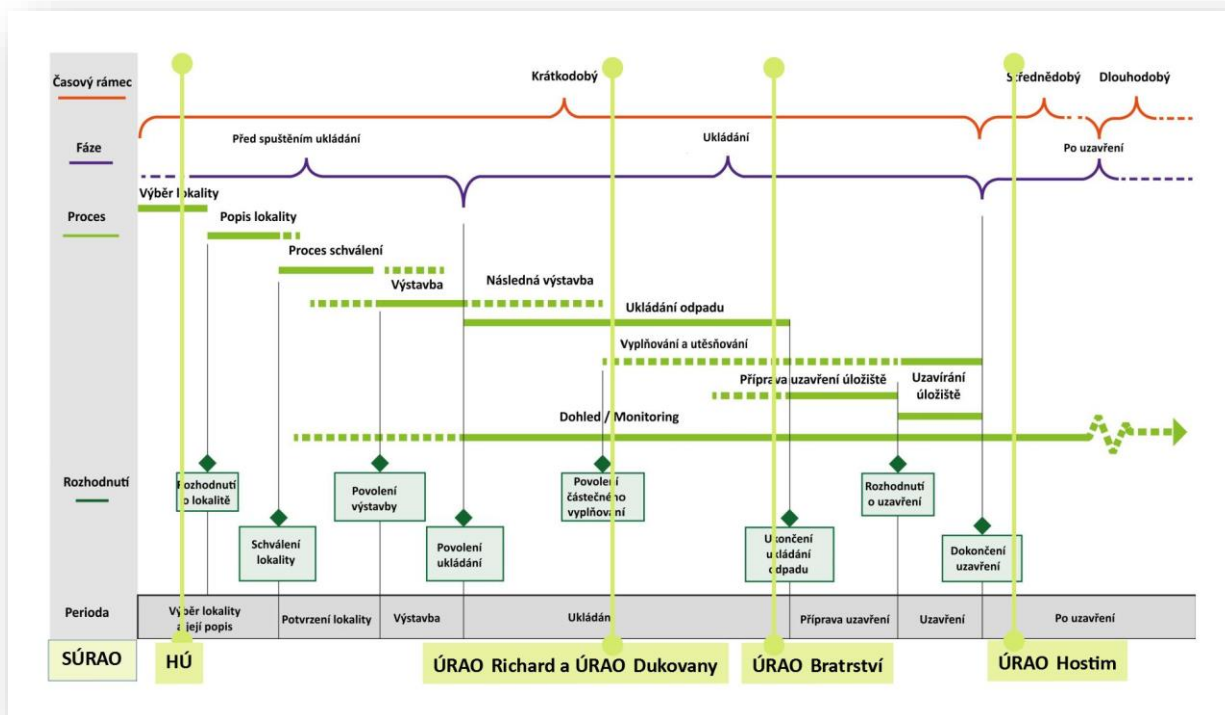 Časový rámec
Krátkodobý
Střednědobý
Dlouhodobý
Fáze
Před spuštěním ukládání
Ukládání
Po uzavření
Proces
Výběr lokality
Popis lokality
Proces schválení
Výstavba
Následná výstavba
Ukládání odpadu
Vyplňování a utěsňování
Příprava uzavření úložiště
Uzavírání
úložiště
Dohled / Monitoring
Rozhodnutí
Rozhodnutí
o lokalitě
Schválení
lokality
Povolení
výstavby
Povolení
ukládání
Povolení
částečného
vyplňování
Ukončení
ukládání
odpadu
Rozhodnutí
o uzavření
Dokončení
uzavření
Perioda
Výběr lokality
a její popis
Potvrzení lokality
Výstavba
Ukládání
Příprava uzavření
Uzavření
Po uzavření
SÚRAO
HÚ
ÚRAO Richard a ÚRAO Dukovany
ÚRAO Bratrství
ÚRAO Hostim